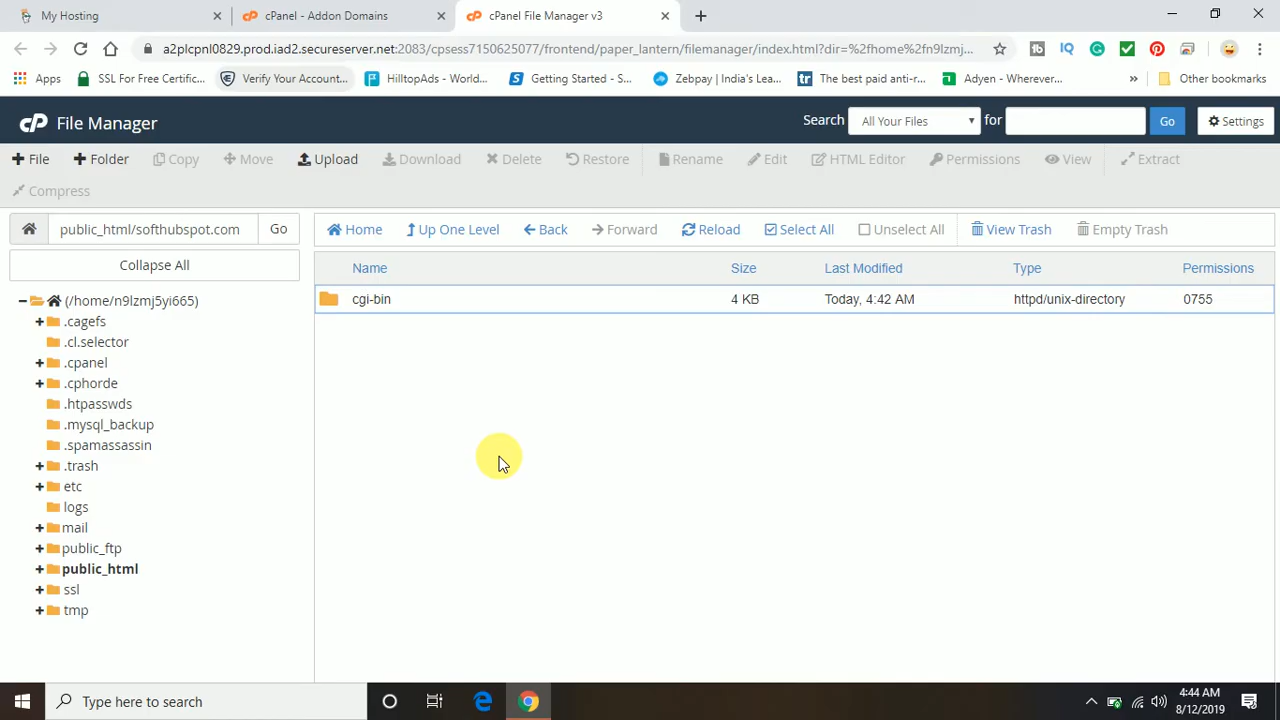 My Hosting
cPanel - Addon Domains
cPanel File Manager v3
a2plcpnl0829.prod.iad2.secureserver.net:2083/cpsess7150625077/frontend/paper_lantern/filemanager/index.html?dir=%2fhome%2fn9lzmj...
Apps
SSL For Free Certific...
Verify Your Account...
HilltopAds - World...
Getting Started - S...
Zebpay | India's Lea...
The best paid anti-r...
Adyen - Wherever...
»
Other bookmarks
cP File Manager
Search All Your Files for Go Settings
File Folder Copy Move Upload Download Delete Restore Rename Edit HTML Editor Permissions View Extract
Compress
public_html/softhubspot.com Go
Home Up One Level Back Forward Reload Select All Unselect All View Trash Empty Trash
Collapse All
Name Size Last Modified Type Permissions
cgi-bin 4 KB Today, 4:42 AM httpd/unix-directory 0755
(/home/n9lzmj5yi665)
.cagefs
.cl.selector
.cpanel
.cphorde
.htpasswds
.mysql_backup
.spamassassin
.trash
etc
logs
mail
public_ftp
public_html
ssl
tmp
Type here to search
4:44 AM
8/12/2019